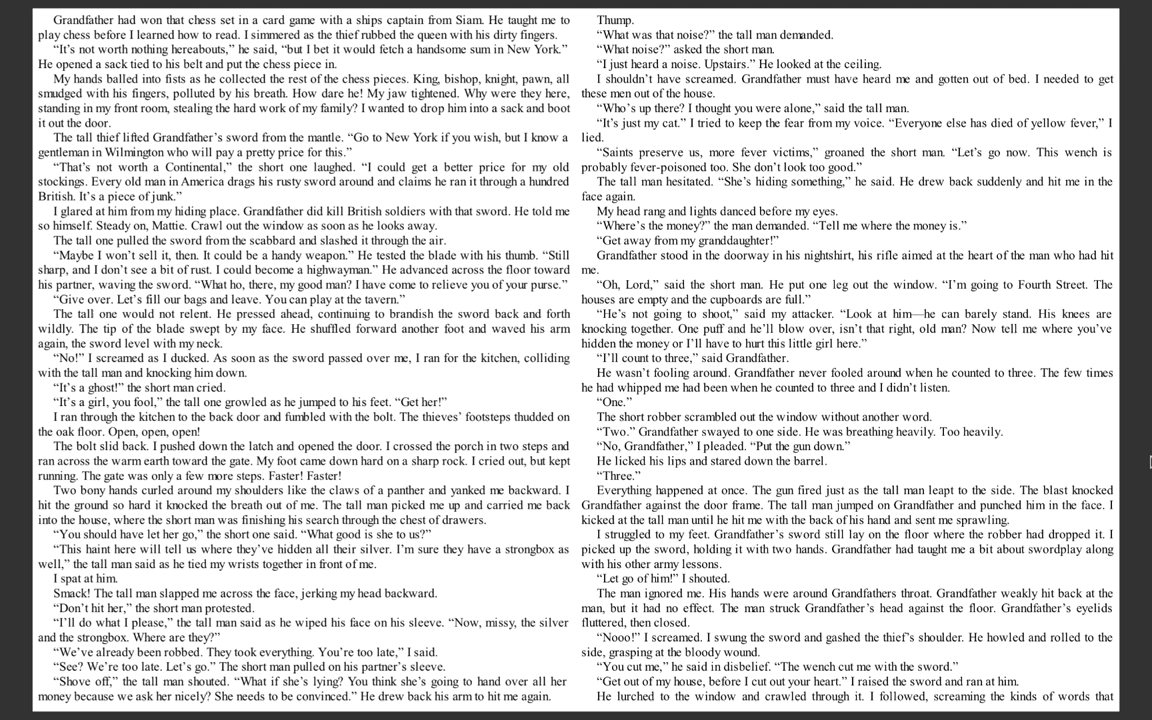 Grandfather had won that chess set in a card game with a ships captain from Siam. He taught me to
play chess before I learned how to read. I simmered as the thief rubbed the queen with his dirty fingers.
“It’s not worth nothing hereabouts,” he said, “but I bet it would fetch a handsome sum in New York.”
He opened a sack tied to his belt and put the chess piece in.
My hands balled into fists as he collected the rest of the chess pieces. King, bishop, knight, pawn, all
smudged with his fingers, polluted by his breath. How dare he! My jaw tightened. Why were they here,
standing in my front room, stealing the hard work of my family? I wanted to drop him into a sack and boot
it out the door.
The tall thief lifted Grandfather’s sword from the mantle. “Go to New York if you wish, but I know a
gentleman in Wilmington who will pay a pretty price for this.”
“That’s not worth a Continental,” the short one laughed. “I could get a better price for my old
stockings. Every old man in America drags his rusty sword around and claims he ran it through a hundred
British. It’s a piece of junk.”
I glared at him from my hiding place. Grandfather did kill British soldiers with that sword. He told me
so himself. Steady on, Mattie. Crawl out the window as soon as he looks away.
The tall one pulled the sword from the scabbard and slashed it through the air.
“Maybe I won’t sell it, then. It could be a handy weapon.” He tested the blade with his thumb. “Still
sharp, and I don’t see a bit of rust. I could become a highwayman.” He advanced across the floor toward
his partner, waving the sword. “What ho, there, my good man? I have come to relieve you of your purse.”
“Give over. Let’s fill our bags and leave. You can play at the tavern.”
The tall one would not relent. He pressed ahead, continuing to brandish the sword back and forth
wildly. The tip of the blade swept by my face. He shuffled forward another foot and waved his arm
again, the sword level with my neck.
“No!” I screamed as I ducked. As soon as the sword passed over me, I ran for the kitchen, colliding
with the tall man and knocking him down.
“It’s a ghost!” the short man cried.
“It’s a girl, you fool,” the tall one growled as he jumped to his feet. “Get her!”
I ran through the kitchen to the back door and fumbled with the bolt. The thieves’ footsteps thudded on
the oak floor. Open, open, open!
The bolt slid back. I pushed down the latch and opened the door. I crossed the porch in two steps and
ran across the warm earth toward the gate. My foot came down hard on a sharp rock. I cried out, but kept
running. The gate was only a few more steps. Faster! Faster!
Two bony hands curled around my shoulders like the claws of a panther and yanked me backward. I
hit the ground so hard it knocked the breath out of me. The tall man picked me up and carried me back
into the house, where the short man was finishing his search through the chest of drawers.
“You should have let her go,” the short one said. “What good is she to us?”
“This haint here will tell us where they’ve hidden all their silver. I’m sure they have a strongbox as
well,” the tall man said as he tied my wrists together in front of me.
I spat at him.
Smack! The tall man slapped me across the face, jerking my head backward.
“Don’t hit her,” the short man protested.
“I’ll do what I please,” the tall man said as he wiped his face on his sleeve. “Now, missy, the silver
and the strongbox. Where are they?”
“We’ve already been robbed. They took everything. You’re too late,” I said.
“See? We’re too late. Let’s go.” The short man pulled on his partner’s sleeve.
“Shove off,” the tall man shouted. “What if she’s lying? You think she’s going to hand over all her
money because we ask her nicely? She needs to be convinced.” He drew back his arm to hit me again.
Thump.
“What was that noise?” the tall man demanded.
“What noise?” asked the short man.
“I just heard a noise. Upstairs.” He looked at the ceiling.
I shouldn’t have screamed. Grandfather must have heard me and gotten out of bed. I needed to get
these men out of the house.
“Who’s up there? I thought you were alone,” said the tall man.
“It’s just my cat.” I tried to keep the fear from my voice. “Everyone else has died of yellow fever,” I
lied.
“Saints preserve us, more fever victims,” groaned the short man. “Let’s go now. This wench is
probably fever-poisoned too. She don’t look too good.”
The tall man hesitated. “She’s hiding something,” he said. He drew back suddenly and hit me in the
face again.
My head rang and lights danced before my eyes.
“Where’s the money?” the man demanded. “Tell me where the money is.”
“Get away from my granddaughter!”
Grandfather stood in the doorway in his nightshirt, his rifle aimed at the heart of the man who had hit
me.
“Oh, Lord,” said the short man. He put one leg out the window. “I’m going to Fourth Street. The
houses are empty and the cupboards are full.”
“He’s not going to shoot,” said my attacker. “Look at him—he can barely stand. His knees are
knocking together. One puff and he’ll blow over, isn’t that right, old man? Now tell me where you’ve
hidden the money or I’ll have to hurt this little girl here.”
“I’ll count to three,” said Grandfather.
He wasn’t fooling around. Grandfather never fooled around when he counted to three. The few times
he had whipped me had been when he counted to three and I didn’t listen.
“One.”
The short robber scrambled out the window without another word.
“Two.” Grandfather swayed to one side. He was breathing heavily. Too heavily.
“No, Grandfather,” I pleaded. “Put the gun down.”
He licked his lips and stared down the barrel.
“Three.”
Everything happened at once. The gun fired just as the tall man leapt to the side. The blast knocked
Grandfather against the door frame. The tall man jumped on Grandfather and punched him in the face. I
kicked at the tall man until he hit me with the back of his hand and sent me sprawling.
I struggled to my feet. Grandfather’s sword still lay on the floor where the robber had dropped it. I
picked up the sword, holding it with two hands. Grandfather had taught me a bit about swordplay along
with his other army lessons.
“Let go of him!” I shouted.
The man ignored me. His hands were around Grandfathers throat. Grandfather weakly hit back at the
man, but it had no effect. The man struck Grandfather’s head against the floor. Grandfather’s eyelids
fluttered, then closed.
“Nooo!” I screamed. I swung the sword and gashed the thief’s shoulder. He howled and rolled to the
side, grasping at the bloody wound.
“You cut me,” he said in disbelief. “The wench cut me with the sword.”
“Get out of my house, before I cut out your heart.” I raised the sword and ran at him.
He lurched to the window and crawled through it. I followed, screaming the kinds of words that